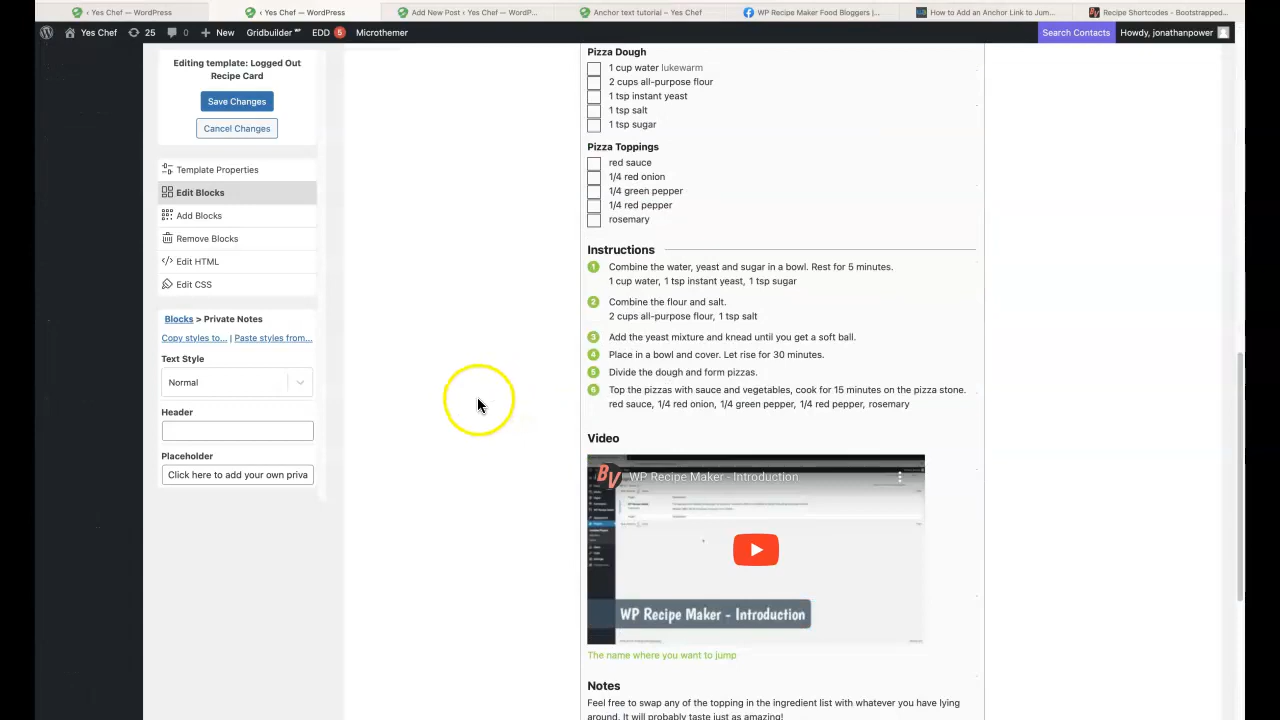 ‹ Yes Chef — WordPress
‹ Yes Chef — WordPress
Add New Post ‹ Yes Chef — WordP...
Anchor text tutorial – Yes Chef
WP Recipe Maker Food Bloggers |...
How to Add an Anchor Link to Jum...
Recipe Shortcodes - Bootstrapped...
Yes Chef
25
0
New
Gridbuilder WP
EDD
5
Microthemer
Search Contacts
Howdy, jonathanpower
Editing template: Logged Out
Recipe Card
Save Changes
Cancel Changes
Template Properties
Edit Blocks
Add Blocks
Remove Blocks
Edit HTML
Edit CSS
Blocks > Private Notes
Copy styles to... | Paste styles from...
Text Style
Normal
Header
Placeholder
Click here to add your own priva
Pizza Dough
1 cup water lukewarm
2 cups all-purpose flour
1 tsp instant yeast
1 tsp salt
1 tsp sugar
Pizza Toppings
red sauce
1/4 red onion
1/4 green pepper
1/4 red pepper
rosemary
Instructions
1 Combine the water, yeast and sugar in a bowl. Rest for 5 minutes.
1 cup water, 1 tsp instant yeast, 1 tsp sugar
2 Combine the flour and salt.
2 cups all-purpose flour, 1 tsp salt
3 Add the yeast mixture and knead until you get a soft ball.
4 Place in a bowl and cover. Let rise for 30 minutes.
5 Divide the dough and form pizzas.
6 Top the pizzas with sauce and vegetables, cook for 15 minutes on the pizza stone.
red sauce, 1/4 red onion, 1/4 green pepper, 1/4 red pepper, rosemary
Video
BV
WP Recipe Maker - Introduction
WP Recipe Maker - Introduction
The name where you want to jump
Notes
Feel free to swap any of the topping in the ingredient list with whatever you have lying
around. It will probably taste just as amazing!